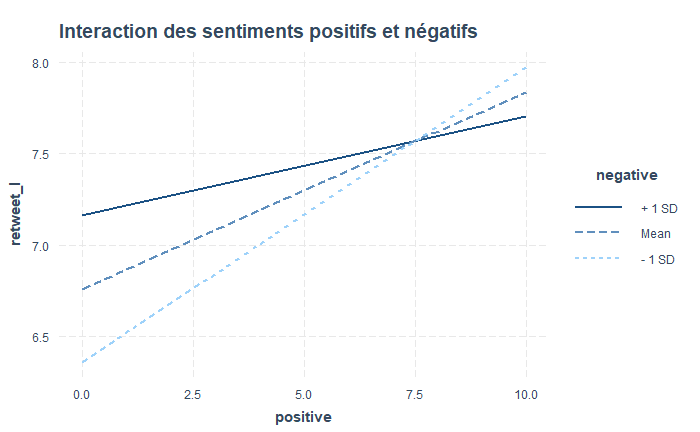 Interaction des sentiments positifs et négatifs
8.0
7.5
7.0
6.5
retweet_l
0.0 2.5 5.0 7.5 10.0
positive
negative
+ 1 SD
Mean
- 1 SD